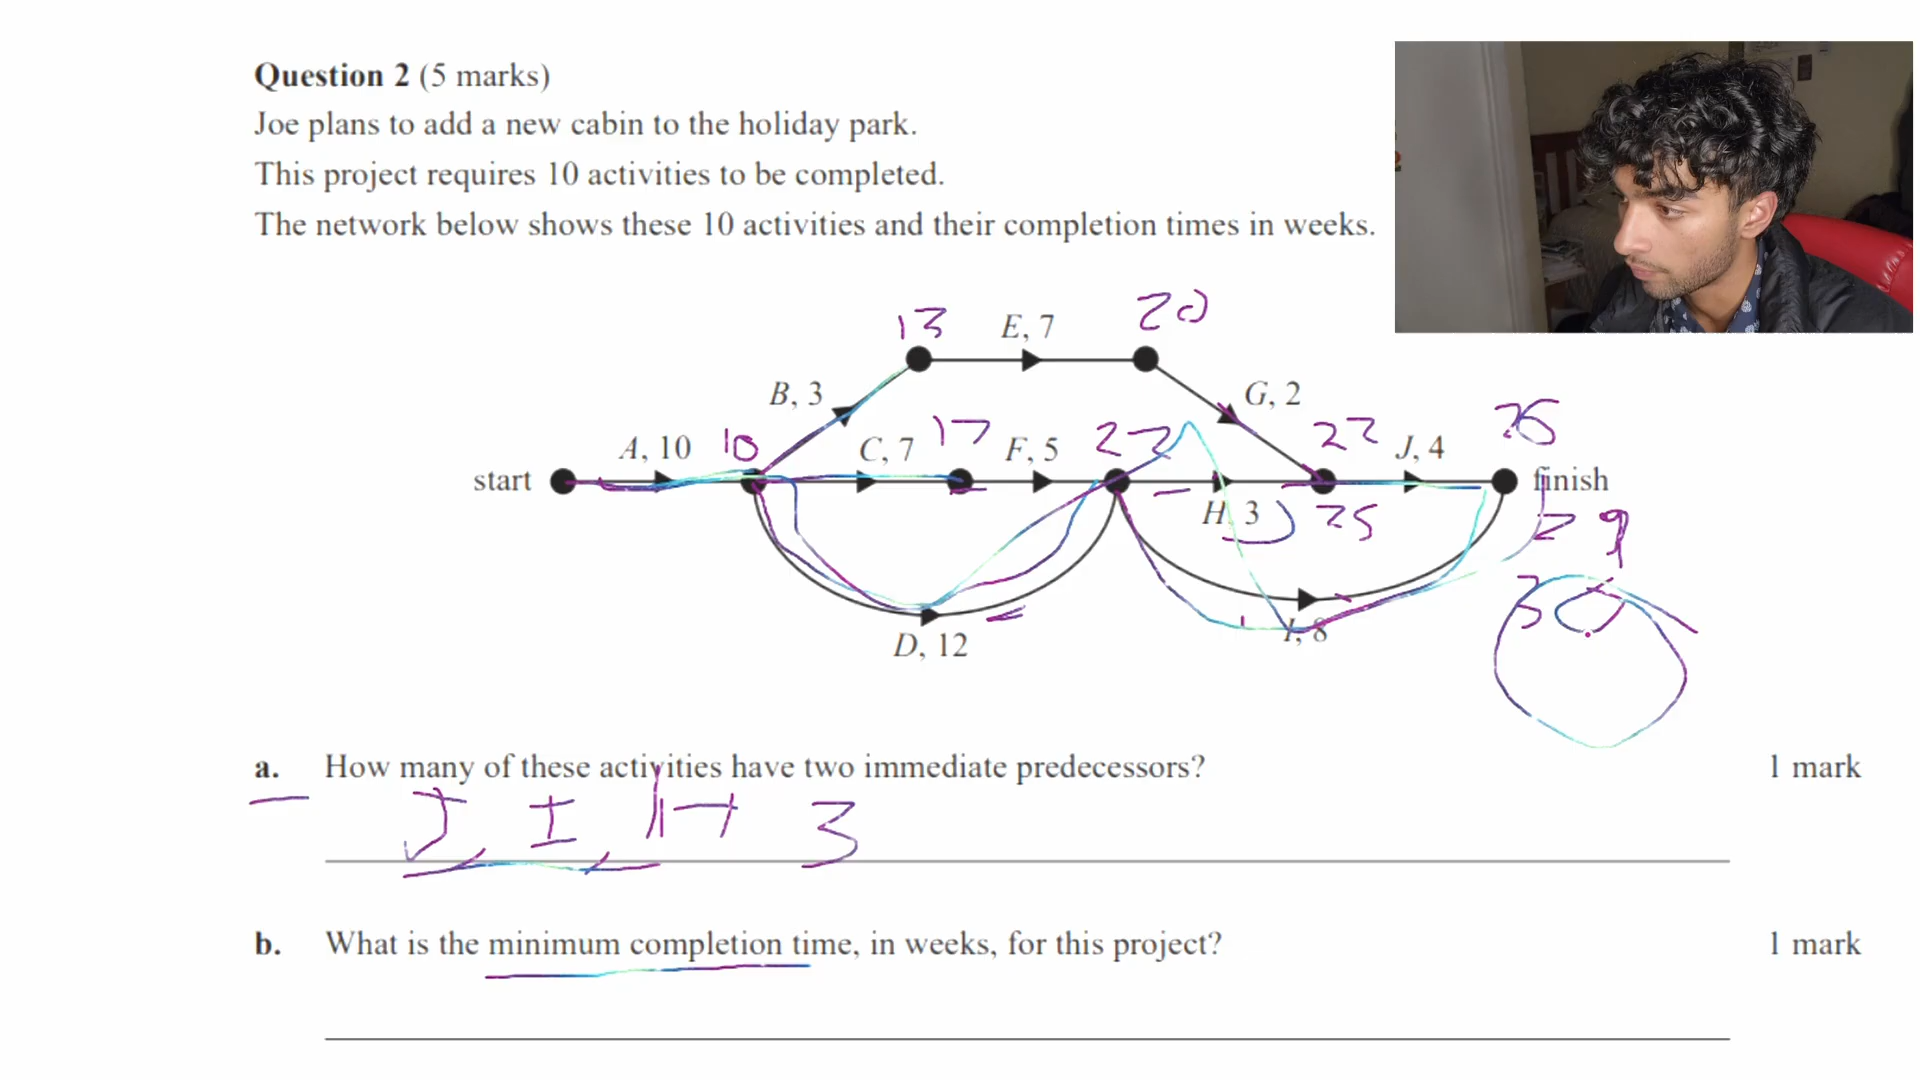 Question 2 (5 marks)
Joe plans to add a new cabin to the holiday park.
This project requires 10 activities to be completed.
The network below shows these 10 activities and their completion times in weeks.
13 E, 7 20
B, 3 G, 2
A, 10 10 C, 7 17 F, 5 22 22 J, 4 26
start finish
H, 3 25 29
D, 12 I, 8 30
a. How many of these activities have two immediate predecessors? 1 mark
J, I, H 3
b. What is the minimum completion time, in weeks, for this project? 1 mark